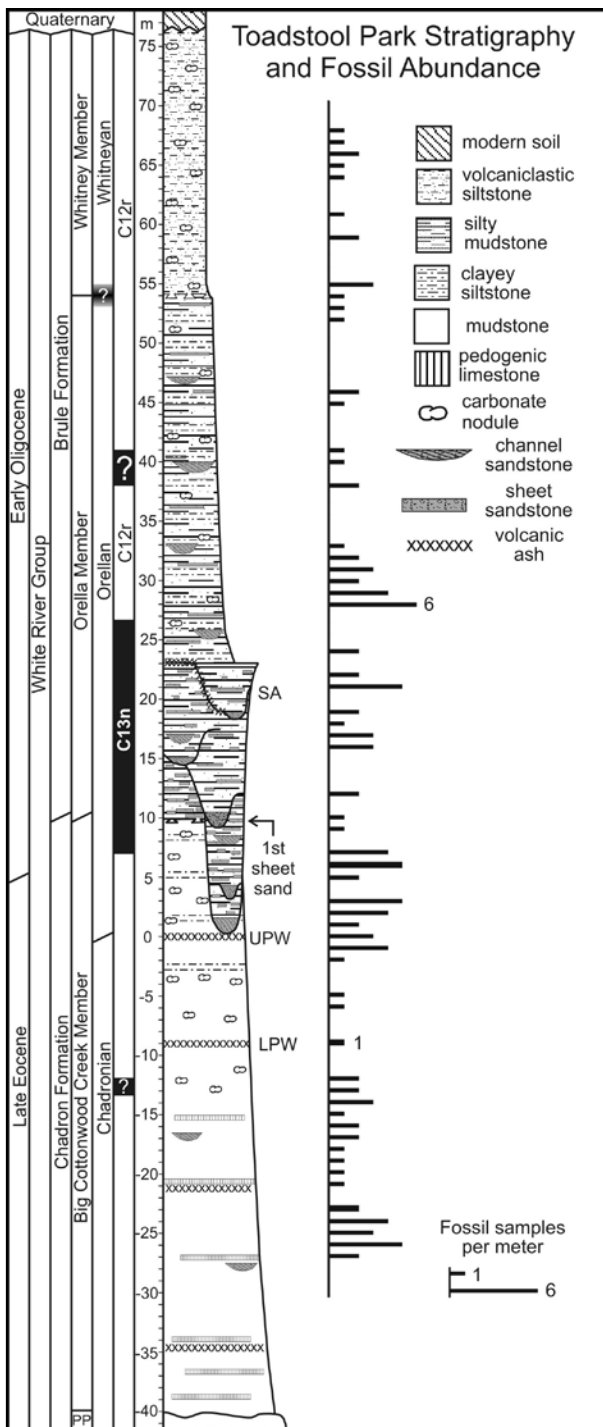 Toadstool Park Stratigraphy
and Fossil Abundance
Quaternary
m
Early Oligocene
Late Eocene
White River Group
Brule Formation
Chadron Formation
Whitney Member
Orella Member
Big Cottonwood Creek Member
PP
Whitneyan
?
Orellan
Chadronian
C12r
?
C12r
C13n
?
75
70
65
60
55
50
45
40
35
30
25
20
15
10
5
0
-5
-10
-15
-20
-25
-30
-35
-40
SA
1st
sheet
sand
UPW
LPW
6
1
modern soil
volcaniclastic
siltstone
silty
mudstone
clayey
siltstone
mudstone
pedogenic
limestone
carbonate
nodule
channel
sandstone
sheet
sandstone
volcanic
ash
Fossil samples
per meter
1
6